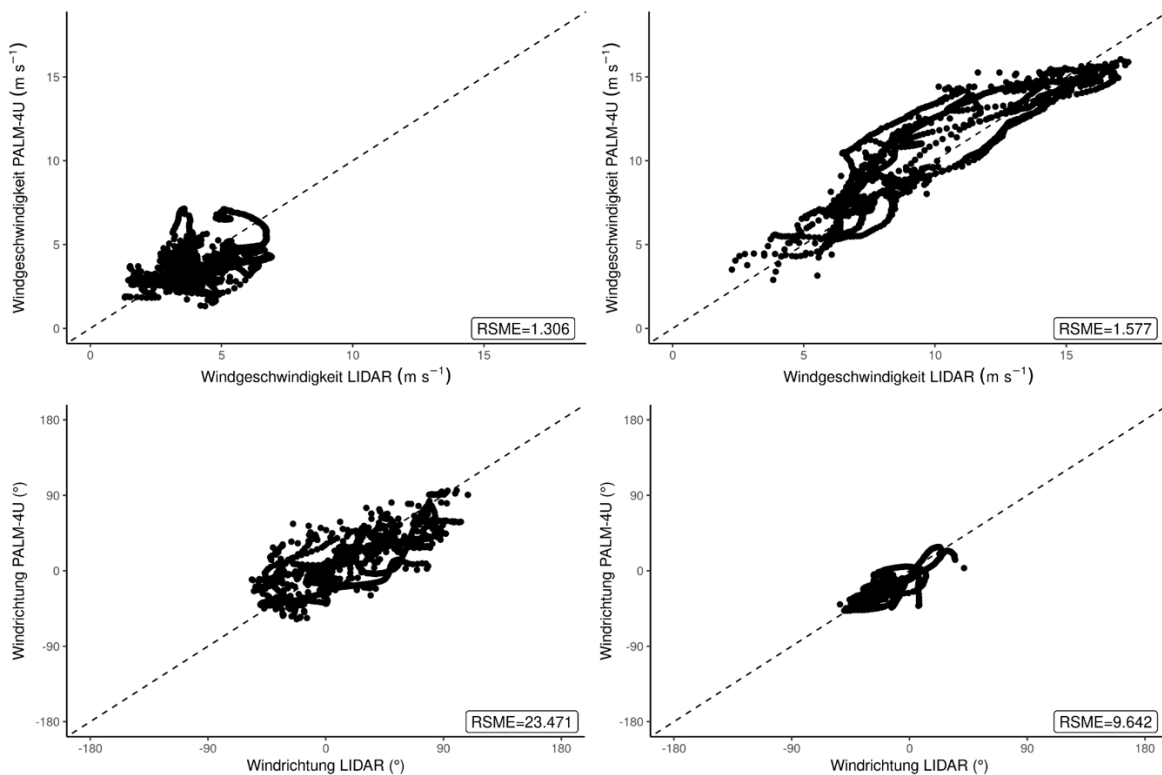 Windgeschwindigkeit PALM-4U (m s⁻¹)
15
10
5
0
RSME=1.306
0 5 10 15
Windgeschwindigkeit LIDAR (m s⁻¹)
Windgeschwindigkeit PALM-4U (m s⁻¹)
15
10
5
0
RSME=1.577
0 5 10 15
Windgeschwindigkeit LIDAR (m s⁻¹)
Windrichtung PALM-4U (°)
180
90
0
-90
-180
RSME=23.471
-180 -90 0 90 180
Windrichtung LIDAR (°)
Windrichtung PALM-4U (°)
180
90
0
-90
-180
RSME=9.642
-180 -90 0 90 180
Windrichtung LIDAR (°)